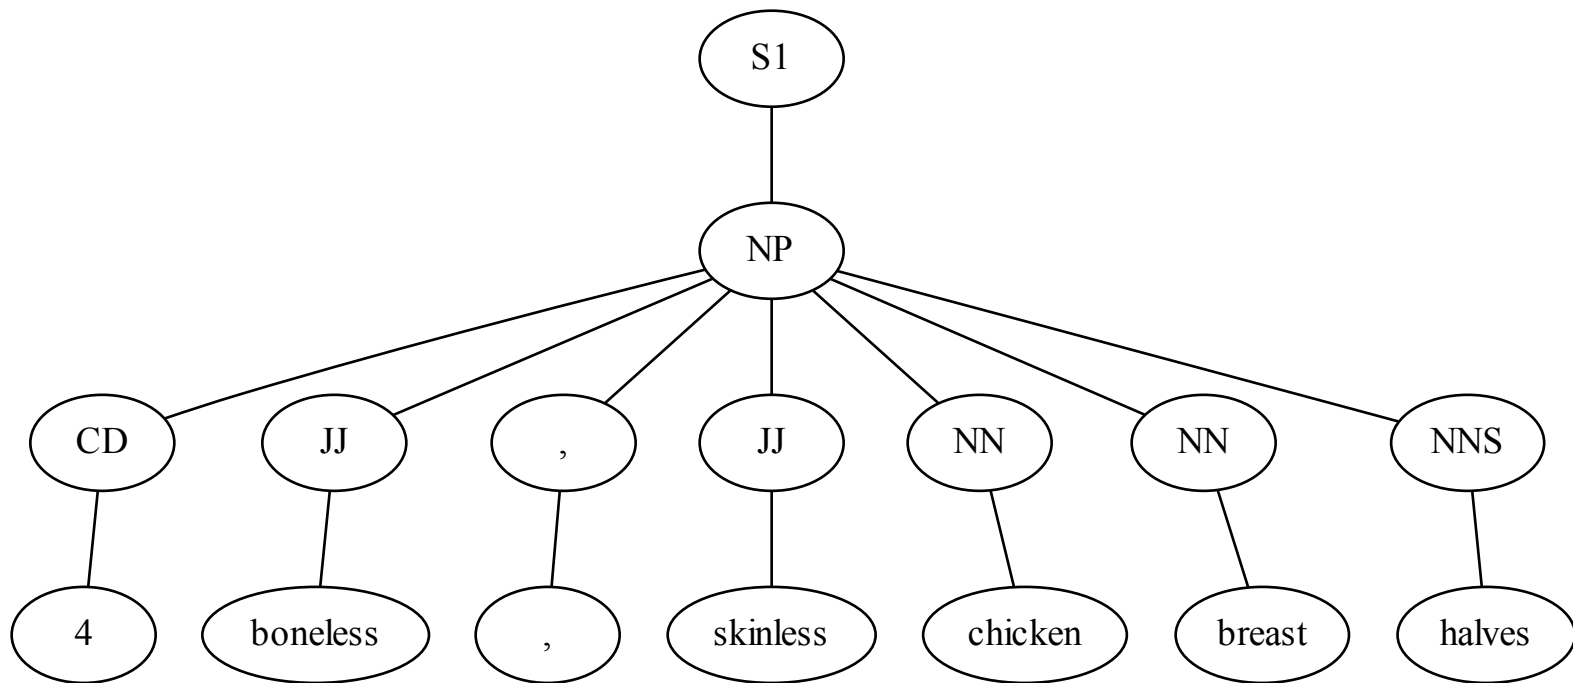 S1
NP
CD JJ , JJ NN NN NNS
4 boneless , skinless chicken breast halves